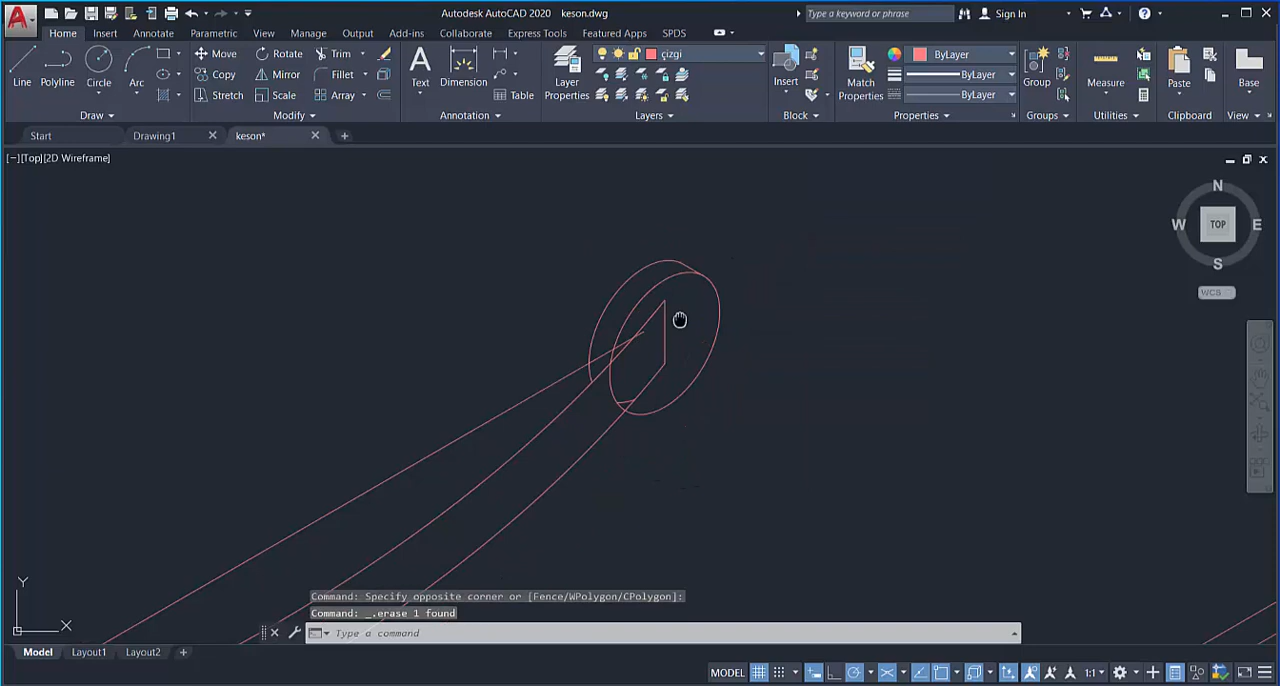 A Autodesk AutoCAD 2020 keson.dwg Type a keyword or phrase Sign In
Home Insert Annotate Parametric View Manage Output Add-ins Collaborate Express Tools Featured Apps SPDS
Line Polyline Circle Arc
Move Rotate Trim
Copy Mirror Fillet
Stretch Scale Array
Text Dimension Table
Layer Properties
çizgi
Insert
Match Properties
ByLayer
ByLayer
ByLayer
Group Measure Paste Base
Draw Modify Annotation Layers Block Properties Groups Utilities Clipboard View
Start Drawing1 keson*
[−][Top][2D Wireframe]
N
W TOP E
S
WCS
Command: Specify opposite corner or [Fence/WPolygon/CPolygon]:
Command: _.erase 1 found
Type a command
Y
X
Model Layout1 Layout2
MODEL 1:1